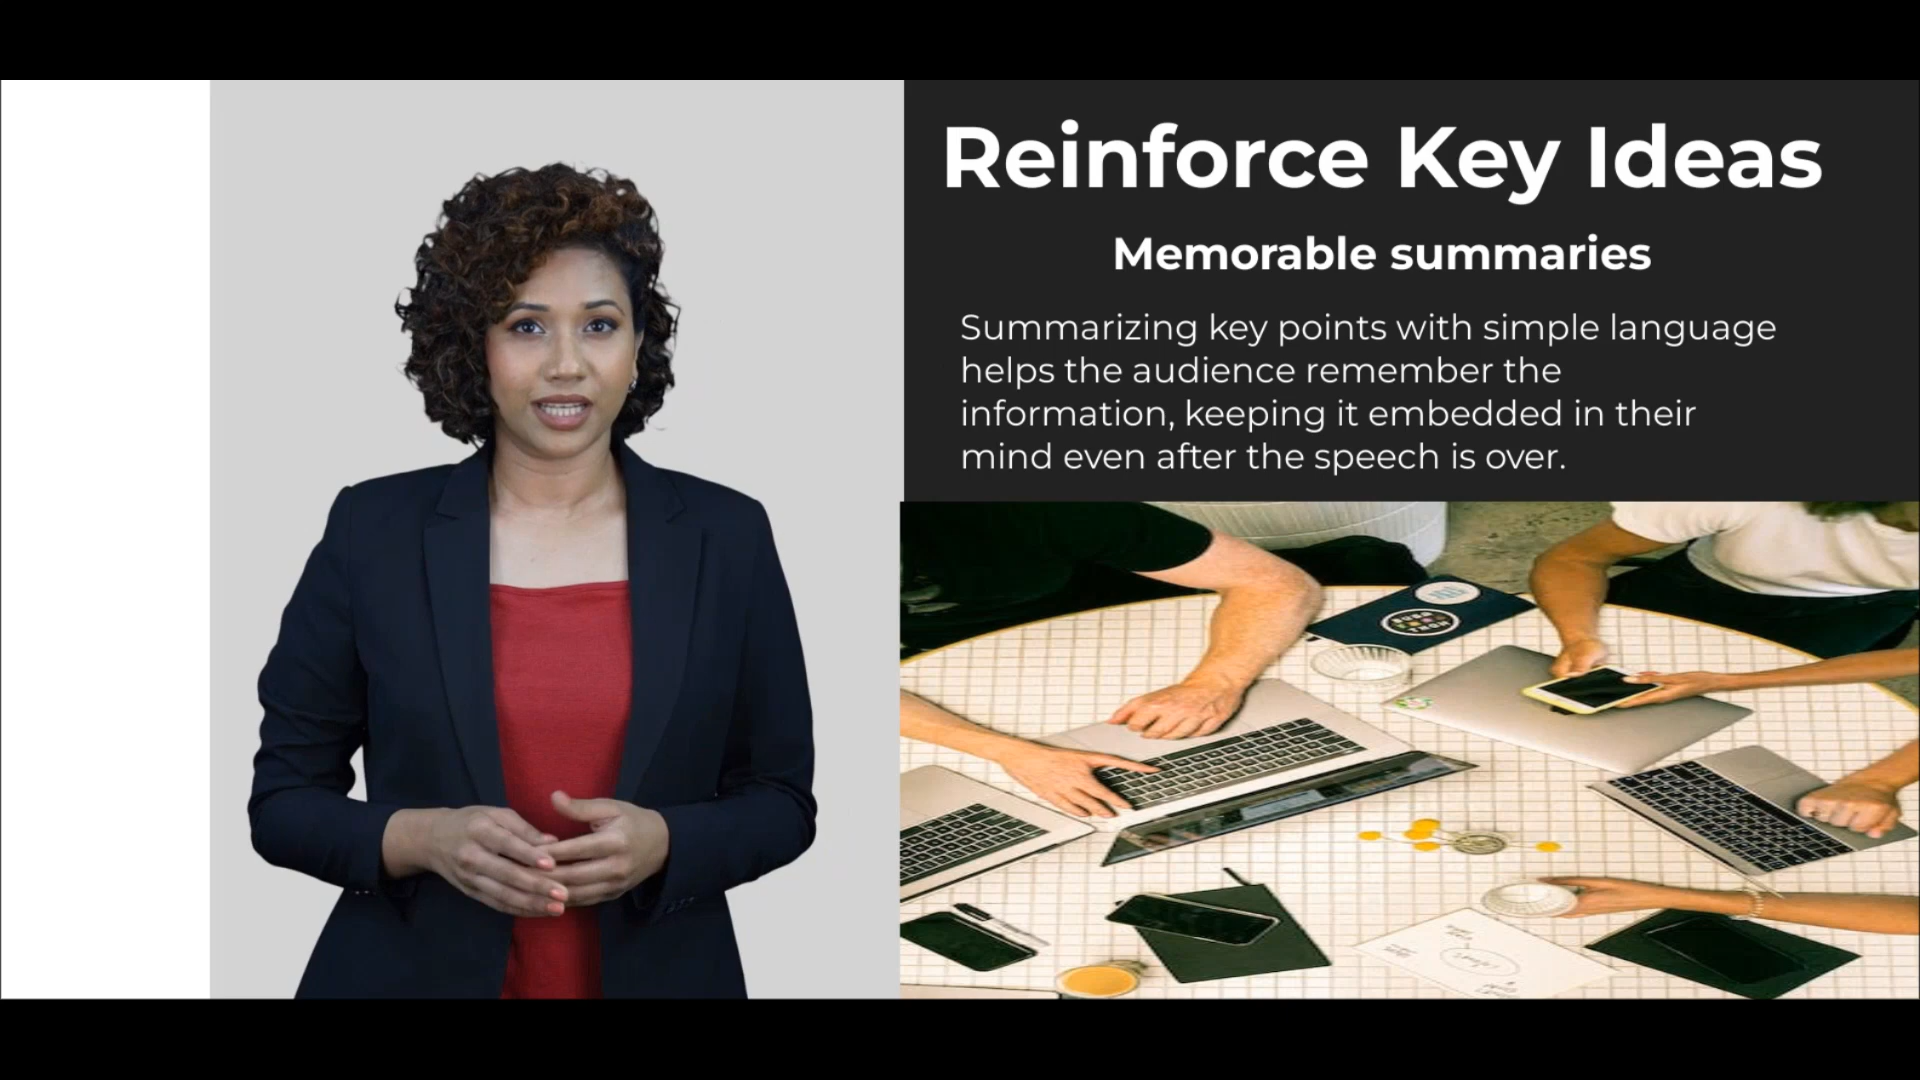 Reinforce Key Ideas
Memorable summaries
Summarizing key points with simple language
helps the audience remember the
information, keeping it embedded in their
mind even after the speech is over.